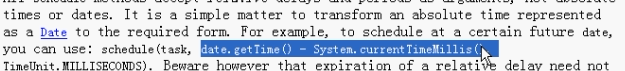 All schedule methods accept relative delays and periods as arguments, not absolute
times or dates. It is a simple matter to transform an absolute time represented
as a Date to the required form. For example, to schedule at a certain future date,
you can use: schedule(task, date.getTime() - System.currentTimeMillis(),
TimeUnit.MILLISECONDS). Beware however that expiration of a relative delay need not